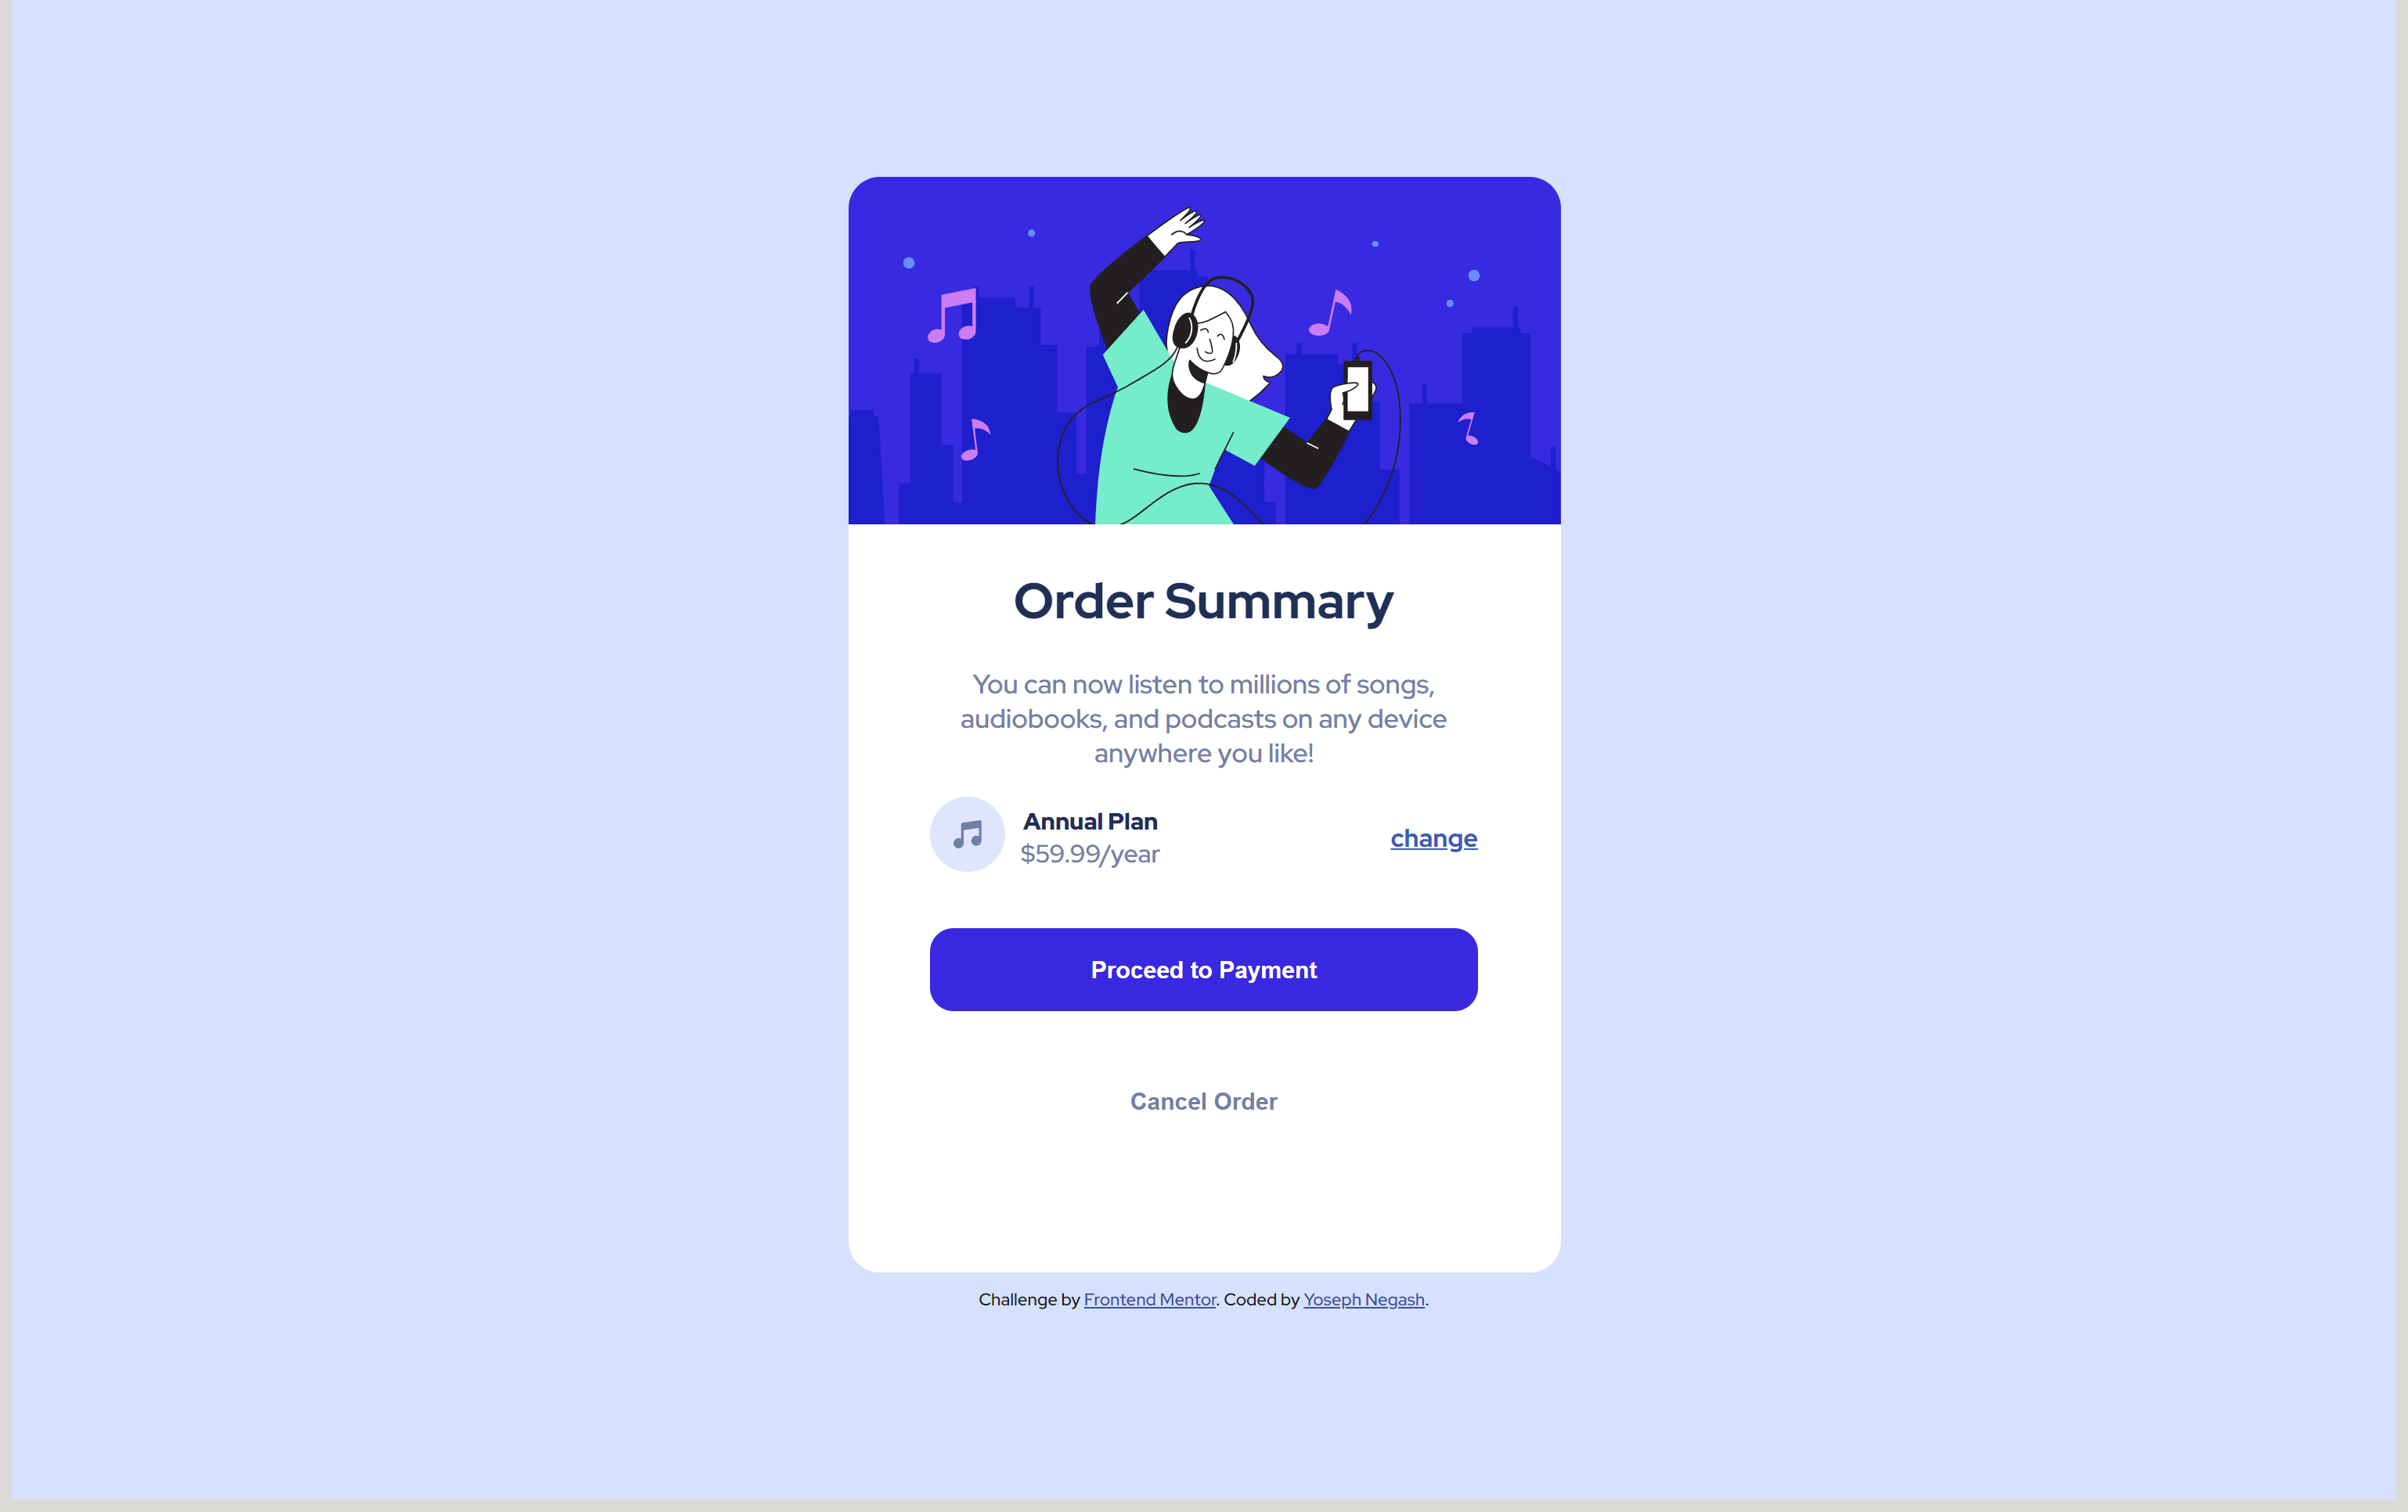 Order Summary
You can now listen to millions of songs,
audiobooks, and podcasts on any device
anywhere you like!
Annual Plan
$59.99/year
change
Proceed to Payment
Cancel Order
Challenge by Frontend Mentor. Coded by Yoseph Negash.